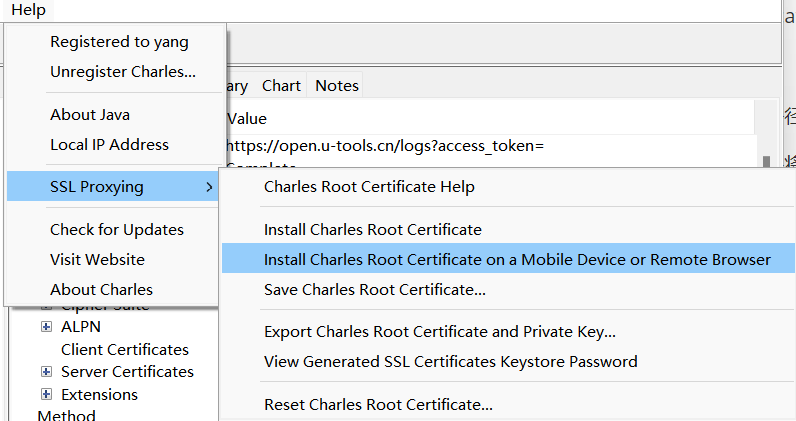 Help
Registered to yang
Unregister Charles...
About Java
Local IP Address
SSL Proxying
Check for Updates
Visit Website
About Charles
ary Chart Notes
Value
https://open.u-tools.cn/logs?access_token=
Complete
Charles Root Certificate Help
Install Charles Root Certificate
Install Charles Root Certificate on a Mobile Device or Remote Browser
Save Charles Root Certificate...
Export Charles Root Certificate and Private Key...
View Generated SSL Certificates Keystore Password
Reset Charles Root Certificate...
Cipher Suite
ALPN
Client Certificates
Server Certificates
Extensions
Method